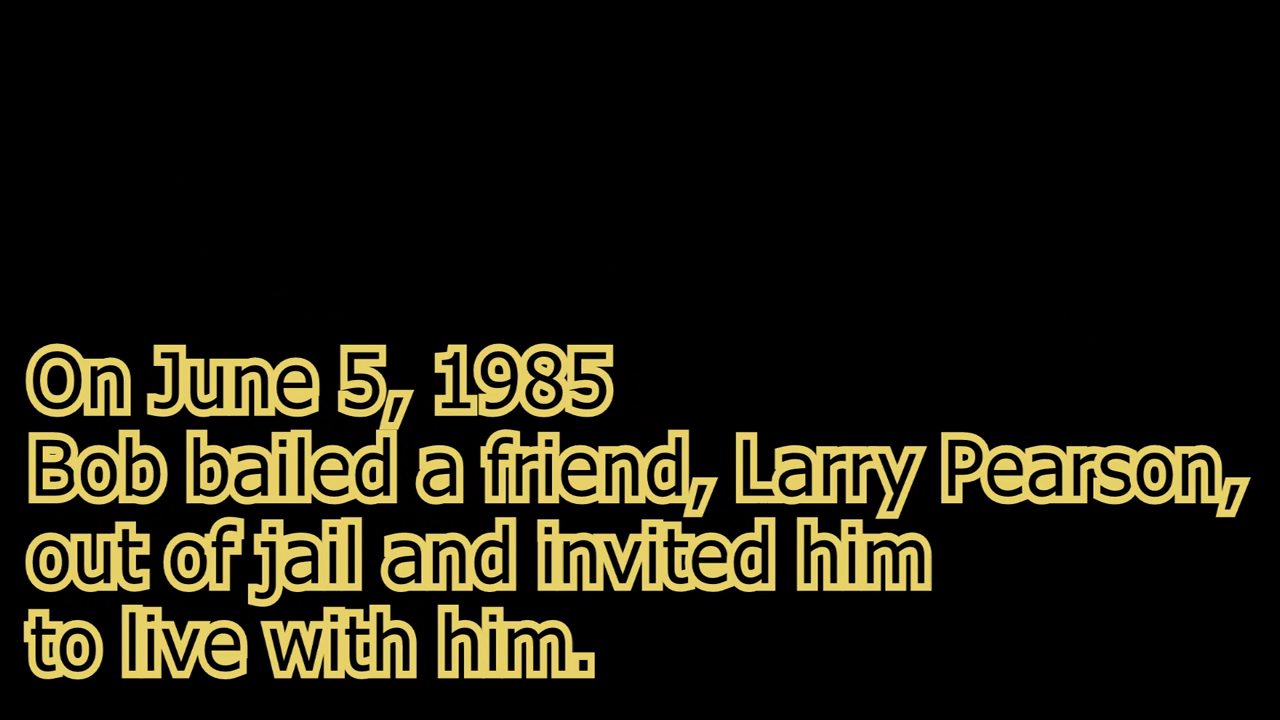 On June 5, 1985
Bob bailed a friend, Larry Pearson,
out of jail and invited him
to live with him.